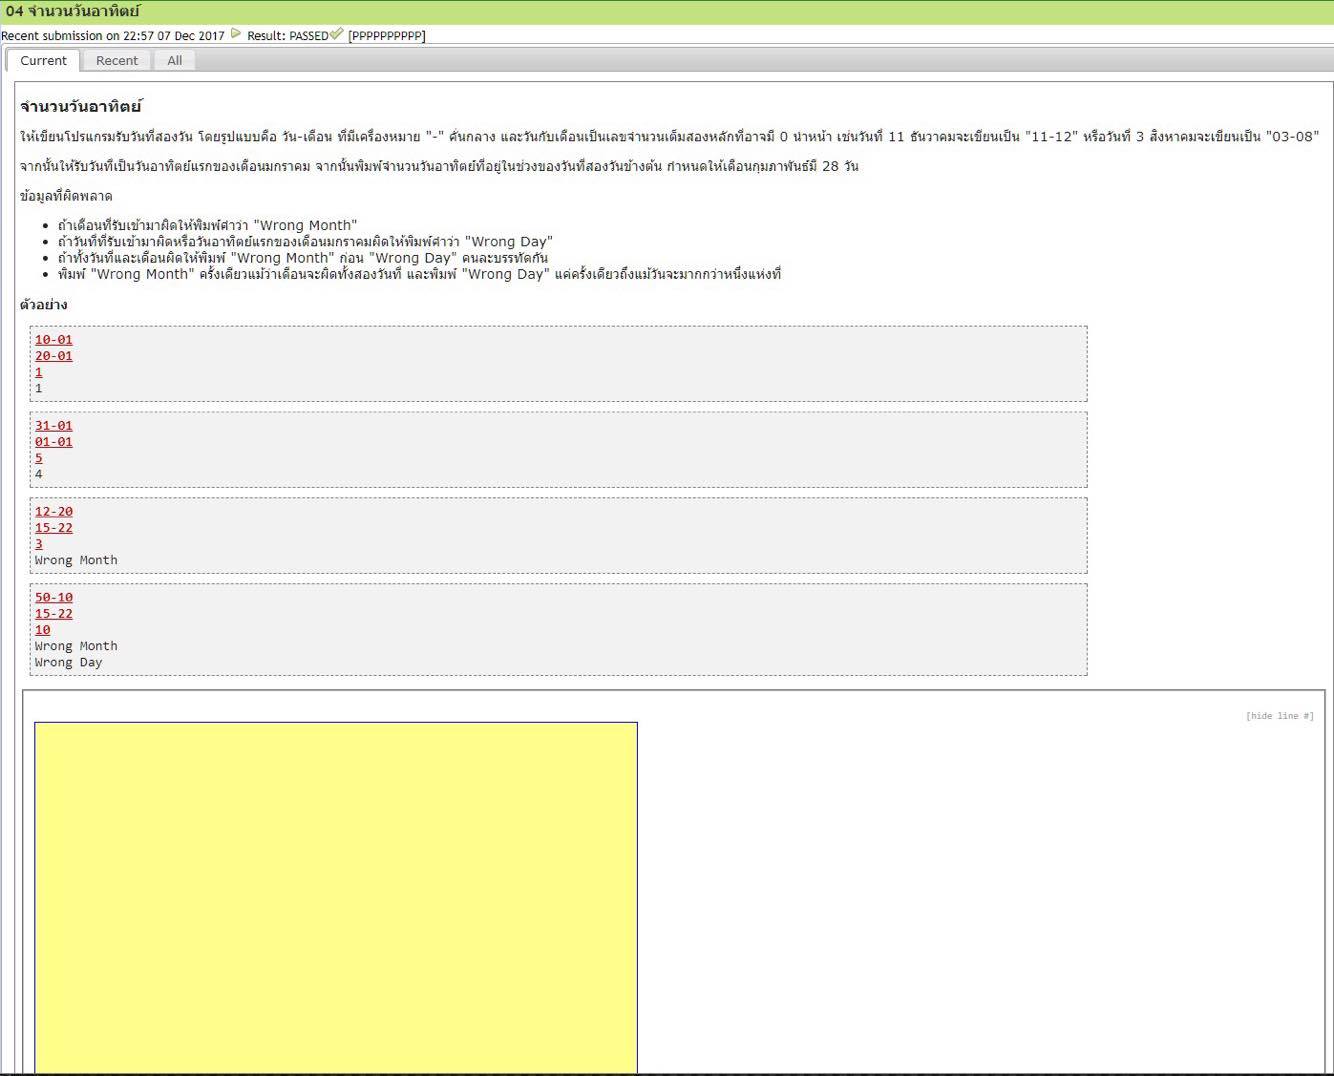 04 จำนวนวันอาทิตย์
Recent submission on 22:57 07 Dec 2017 Result: PASSED [PPPPPPPPPP]
Current Recent All
จำนวนวันอาทิตย์
ให้เขียนโปรแกรมรับวันที่สองวัน โดยรูปแบบคือ วัน-เดือน ที่มีเครื่องหมาย "-" คั่นกลาง และวันกับเดือนเป็นเลขจำนวนเต็มสองหลักที่อาจมี 0 นำหน้า เช่นวันที่ 11 ธันวาคมจะเขียนเป็น "11-12" หรือวันที่ 3 สิงหาคมจะเขียนเป็น "03-08"
จากนั้นให้รับวันที่เป็นวันอาทิตย์แรกของเดือนมกราคม จากนั้นพิมพ์จำนวนวันอาทิตย์ที่อยู่ในช่วงของวันที่สองวันข้างต้น กำหนดให้เดือนกุมภาพันธ์มี 28 วัน
ข้อมูลที่ผิดพลาด
• ถ้าเดือนที่รับเข้ามาผิดให้พิมพ์คำว่า "Wrong Month"
• ถ้าวันที่ที่รับเข้ามาผิดหรือวันอาทิตย์แรกของเดือนมกราคมผิดให้พิมพ์คำว่า "Wrong Day"
• ถ้าทั้งวันที่และเดือนผิดให้พิมพ์ "Wrong Month" ก่อน "Wrong Day" คนละบรรทัดกัน
• พิมพ์ "Wrong Month" ครั้งเดียวแม้ว่าเดือนจะผิดทั้งสองวันที่ และพิมพ์ "Wrong Day" แค่ครั้งเดียวถึงแม้วันจะมากกว่าหนึ่งแห่งที่
ตัวอย่าง
10-01
20-01
1
1
31-01
01-01
5
4
12-20
15-22
3
Wrong Month
50-10
15-22
10
Wrong Month
Wrong Day
[hide line #]